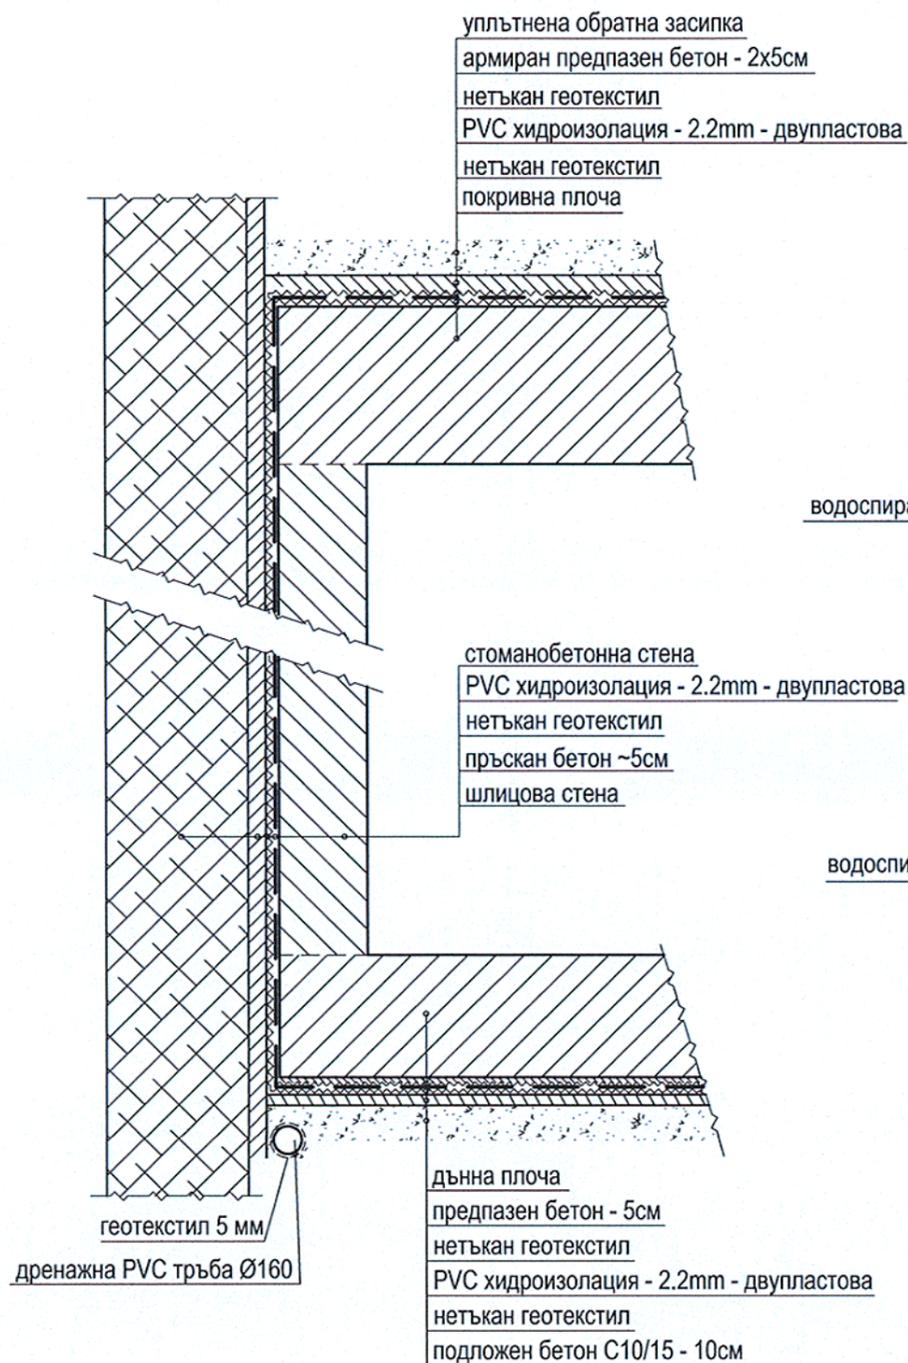 уплътнена обратна засипка
армиран предпазен бетон - 2x5см
нетъкан геотекстил
PVC хидроизолация - 2.2mm - двупластова
нетъкан геотекстил
покривна плоча
стоманобетонна стена
PVC хидроизолация - 2.2mm - двупластова
нетъкан геотекстил
пръскан бетон ~5см
шлицова стена
дънна плоча
предпазен бетон - 5см
нетъкан геотекстил
PVC хидроизолация - 2.2mm - двупластова
нетъкан геотекстил
подложен бетон C10/15 - 10см
геотекстил 5 мм
дренажна PVC тръба Ø160